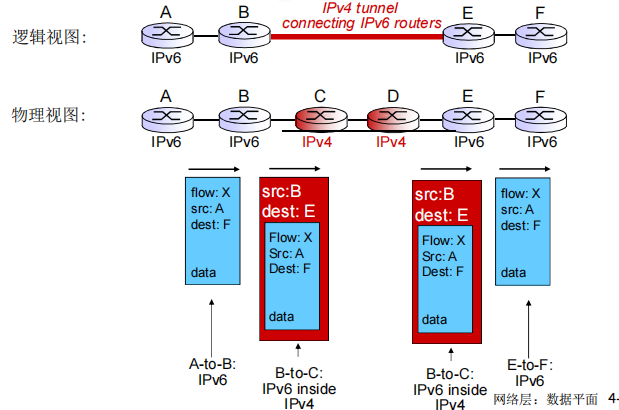 IPv4 tunnel
connecting IPv6 routers
逻辑视图:
A B E F
IPv6 IPv6 IPv6 IPv6
物理视图:
A B C D E F
IPv6 IPv6 IPv4 IPv4 IPv6 IPv6
flow: X
src: A
dest: F
data
src:B
dest: E
Flow: X
Src: A
Dest: F
data
src:B
dest: E
Flow: X
Src: A
Dest: F
data
flow: X
src: A
dest: F
data
A-to-B:
IPv6
B-to-C:
IPv6 inside
IPv4
B-to-C:
IPv6 inside
IPv4
E-to-F:
IPv6
网络层：数据平面 4-